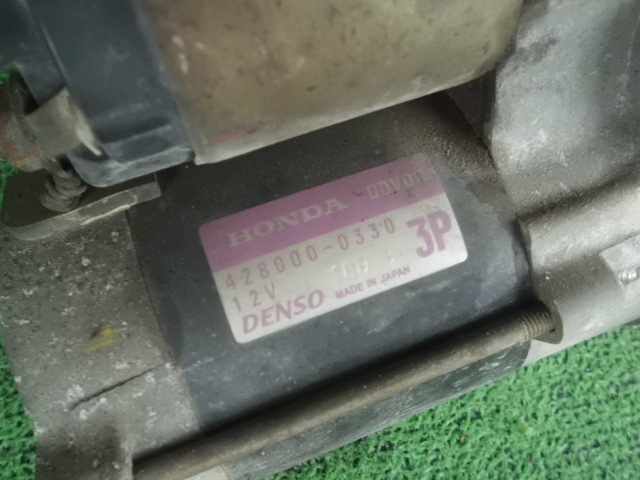 HONDA
428000-0330
12V 3P
DENSO MADE IN JAPAN